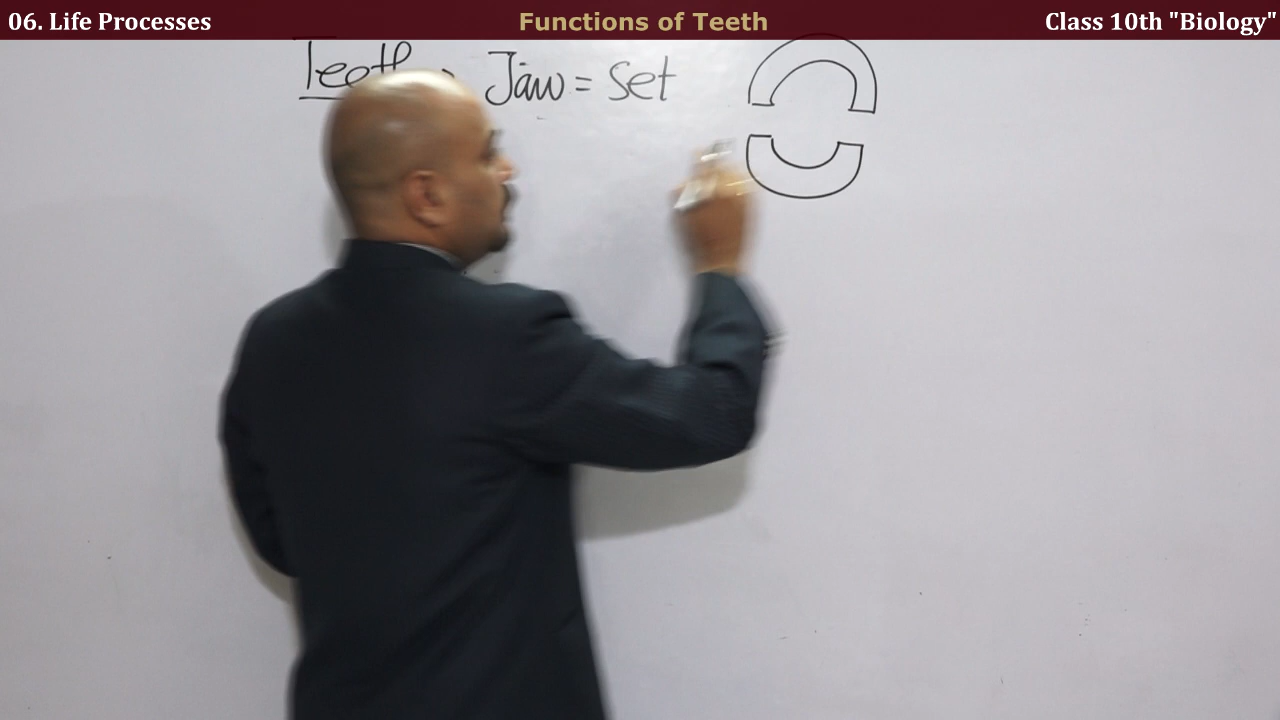 06. Life Processes
Functions of Teeth
Class 10th "Biology"
Teeth Jaw = Set